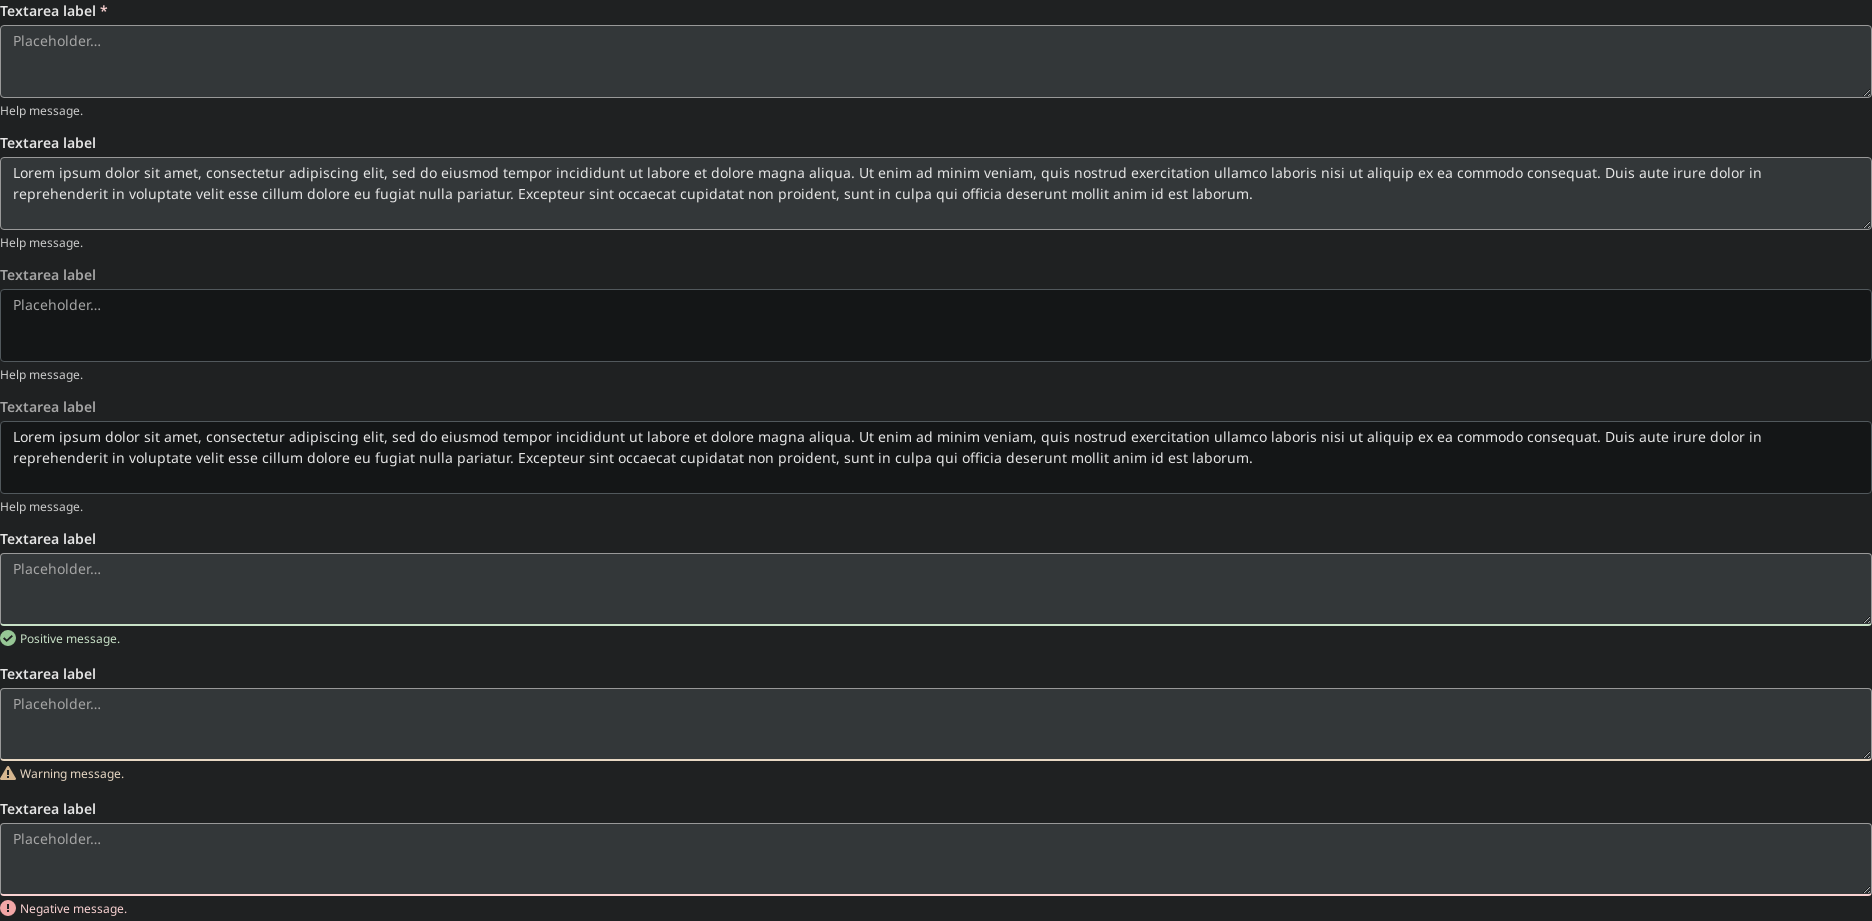 Textarea label *
Placeholder...
Help message.
Textarea label
Lorem ipsum dolor sit amet, consectetur adipiscing elit, sed do eiusmod tempor incididunt ut labore et dolore magna aliqua. Ut enim ad minim veniam, quis nostrud exercitation ullamco laboris nisi ut aliquip ex ea commodo consequat. Duis aute irure dolor in
reprehenderit in voluptate velit esse cillum dolore eu fugiat nulla pariatur. Excepteur sint occaecat cupidatat non proident, sunt in culpa qui officia deserunt mollit anim id est laborum.
Help message.
Textarea label
Placeholder...
Help message.
Textarea label
Lorem ipsum dolor sit amet, consectetur adipiscing elit, sed do eiusmod tempor incididunt ut labore et dolore magna aliqua. Ut enim ad minim veniam, quis nostrud exercitation ullamco laboris nisi ut aliquip ex ea commodo consequat. Duis aute irure dolor in
reprehenderit in voluptate velit esse cillum dolore eu fugiat nulla pariatur. Excepteur sint occaecat cupidatat non proident, sunt in culpa qui officia deserunt mollit anim id est laborum.
Help message.
Textarea label
Placeholder...
Positive message.
Textarea label
Placeholder...
Warning message.
Textarea label
Placeholder...
Negative message.